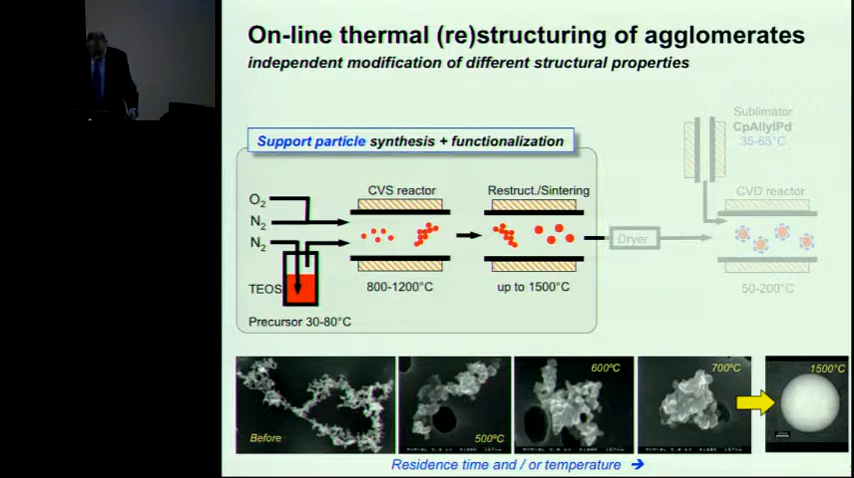 On-line thermal (re)structuring of agglomerates
independent modification of different structural properties
Sublimator
CpAllylPd
35-65°C
Support particle synthesis + functionalization
CVS reactor
Restruct./Sintering
CVD reactor
O2
N2
N2
Dryer
TEOS
800-1200°C
up to 1500°C
50-200°C
Precursor 30-80°C
Before
500°C
600°C
700°C
1500°C
Residence time and / or temperature →